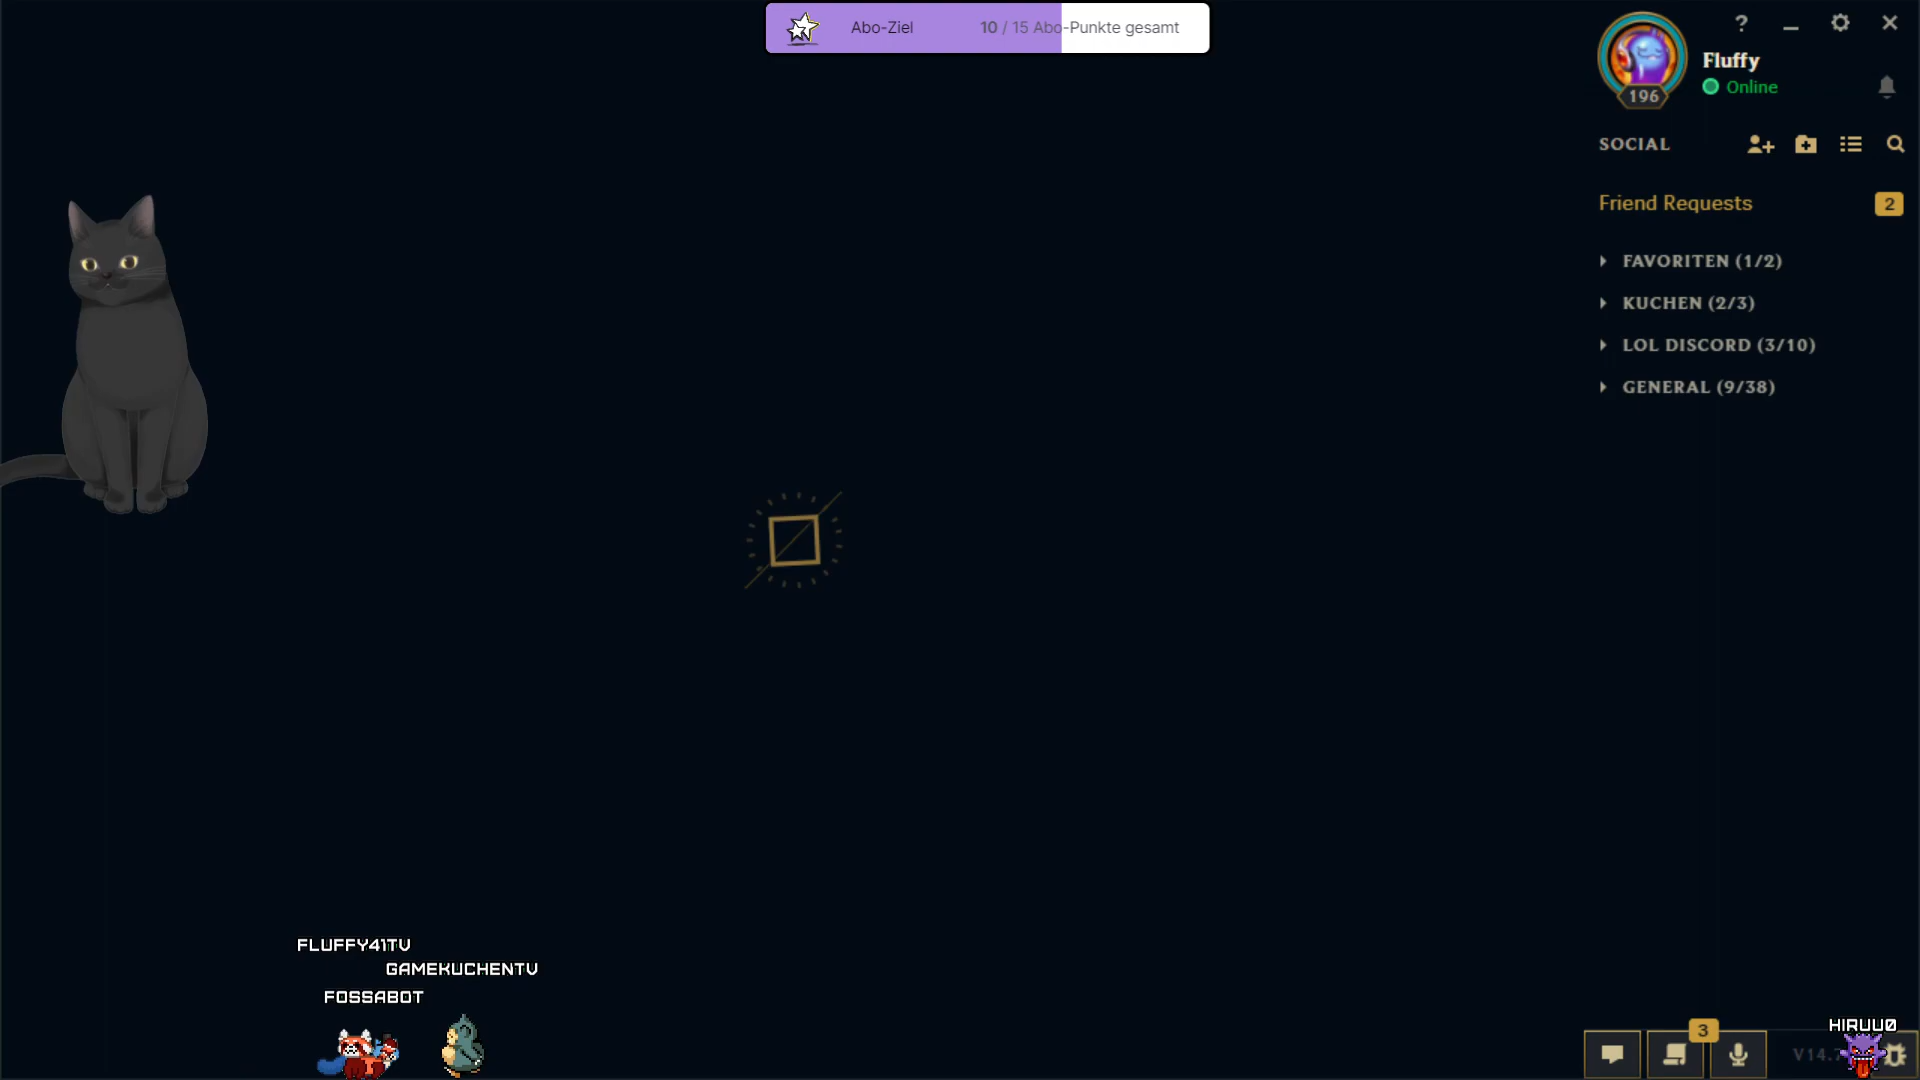 Abo-Ziel
10 / 15 Abo-Punkte gesamt
?
Fluffy
Online
196
SOCIAL
Friend Requests
2
FAVORITEN (1/2)
KUCHEN (2/3)
LOL DISCORD (3/10)
GENERAL (9/38)
FLUFFY41TV
GAMEKUCHENTV
FOSSABOT
3
HIRUU0
V14.